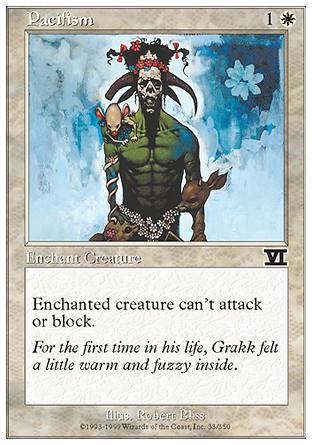 Pacifism 1
Enchant Creature VI
Enchanted creature can't attack
or block.
For the first time in his life, Grakk felt
a little warm and fuzzy inside.
Illus. Robert Bliss
©1993-1999 Wizards of the Coast, Inc. 33/350